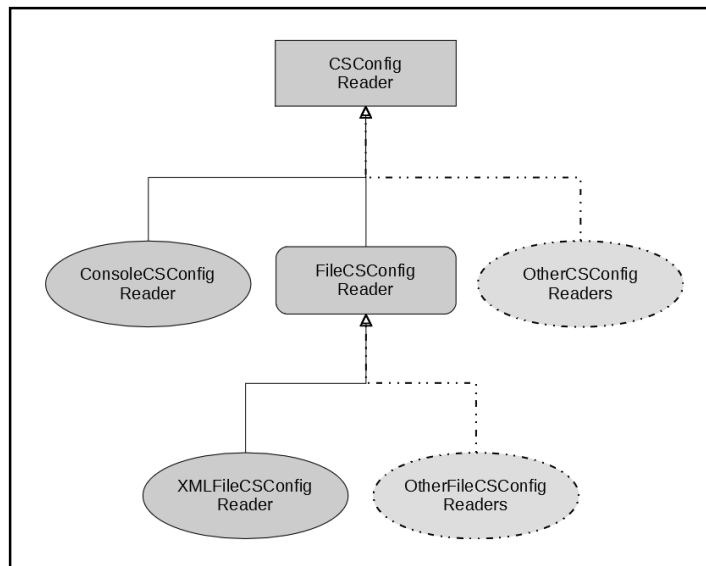 CSConfig
Reader
ConsoleCSConfig
Reader
FileCSConfig
Reader
OtherCSConfig
Readers
XMLFileCSConfig
Reader
OtherFileCSConfig
Readers